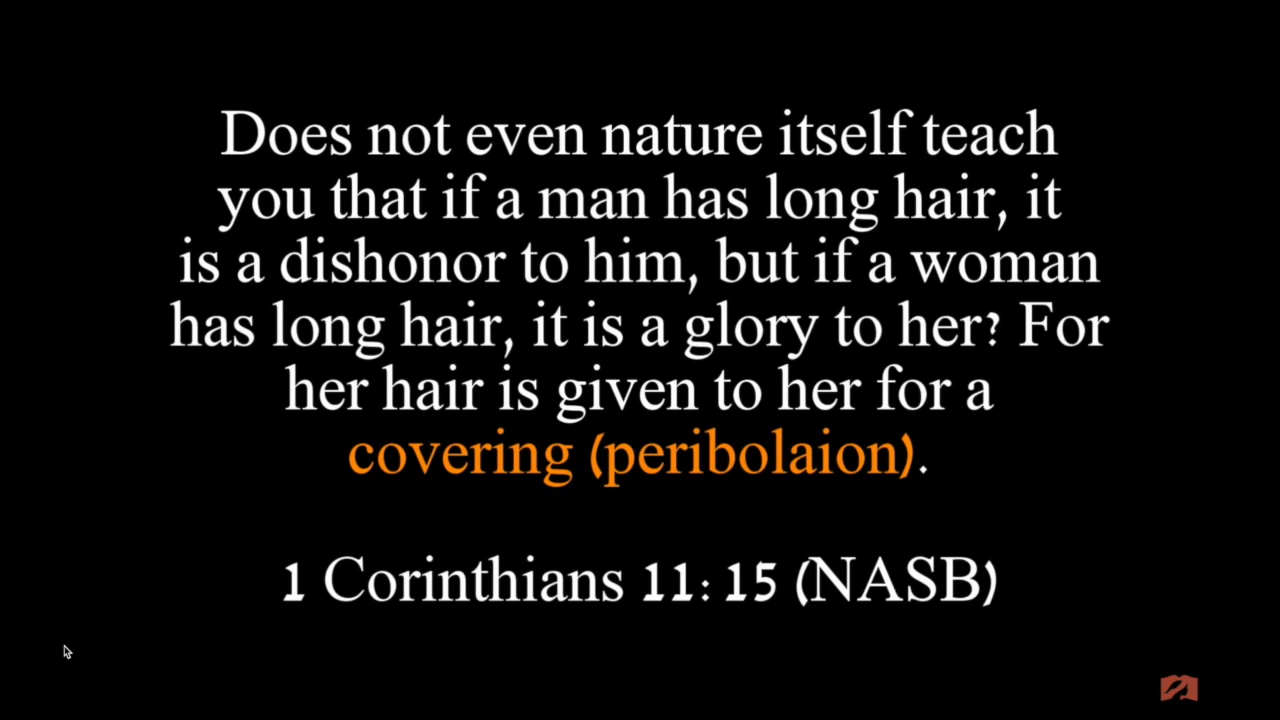 Does not even nature itself teach
you that if a man has long hair, it
is a dishonor to him, but if a woman
has long hair, it is a glory to her? For
her hair is given to her for a
covering (peribolaion).
1 Corinthians 11:15 (NASB)